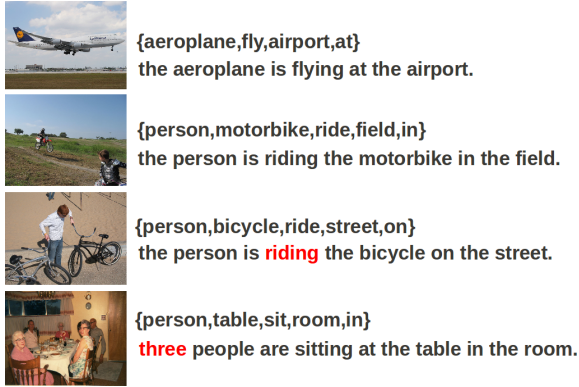 {aeroplane,fly,airport,at}
the aeroplane is flying at the airport.
{person,motorbike,ride,field,in}
the person is riding the motorbike in the field.
{person,bicycle,ride,street,on}
the person is riding the bicycle on the street.
{person,table,sit,room,in}
three people are sitting at the table in the room.